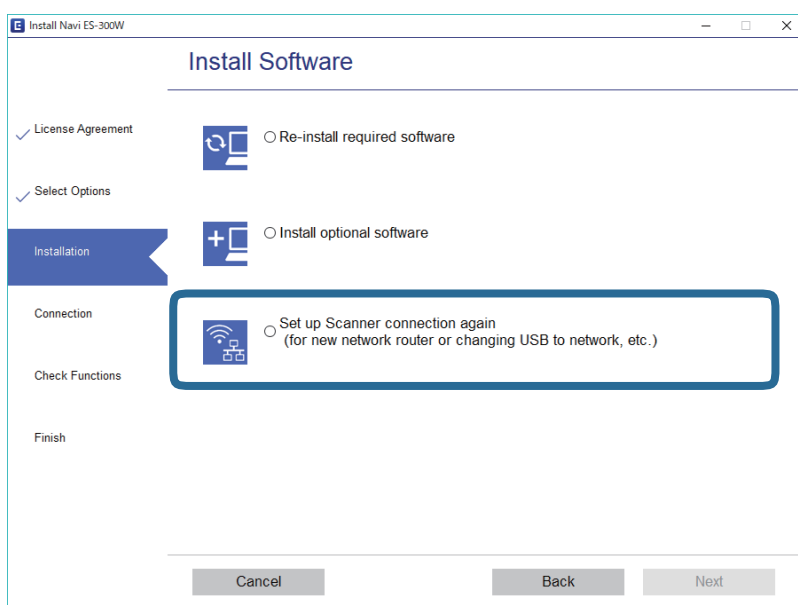 Install Navi ES-300W
Install Software
License Agreement
Select Options
Installation
Connection
Check Functions
Finish
Re-install required software
Install optional software
Set up Scanner connection again
(for new network router or changing USB to network, etc.)
Cancel
Back
Next